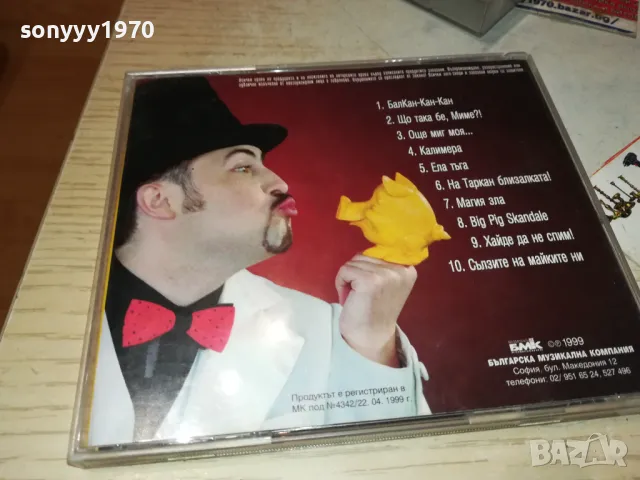 sonyyy1970
1970.bazar.bg/
1. БалКан-Кан-Кан
2. Що така бе, Миме?!
3. Още миг моя...
4. Калимера
5. Ела тъга
6. На Таркан близалката!
7. Магия зла
8. Big Pig Skandale
9. Хайде да не спим!
10. Сълзите на майките ни
БМК
©℗ 1999
БЪЛГАРСКА МУЗИКАЛНА КОМПАНИЯ
София, бул. Македония 12
телефони: 02/ 951 65 24, 527 496
Продуктът е регистриран в
МК под №4342/22. 04. 1999 г.
BAZAR.bg